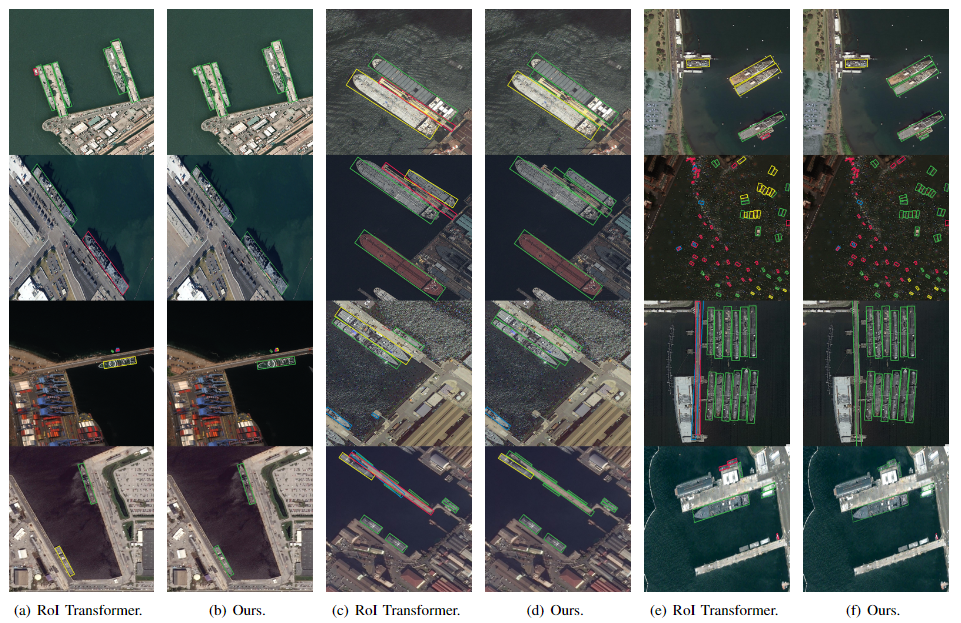 (a) RoI Transformer.
(b) Ours.
(c) RoI Transformer.
(d) Ours.
(e) RoI Transformer.
(f) Ours.